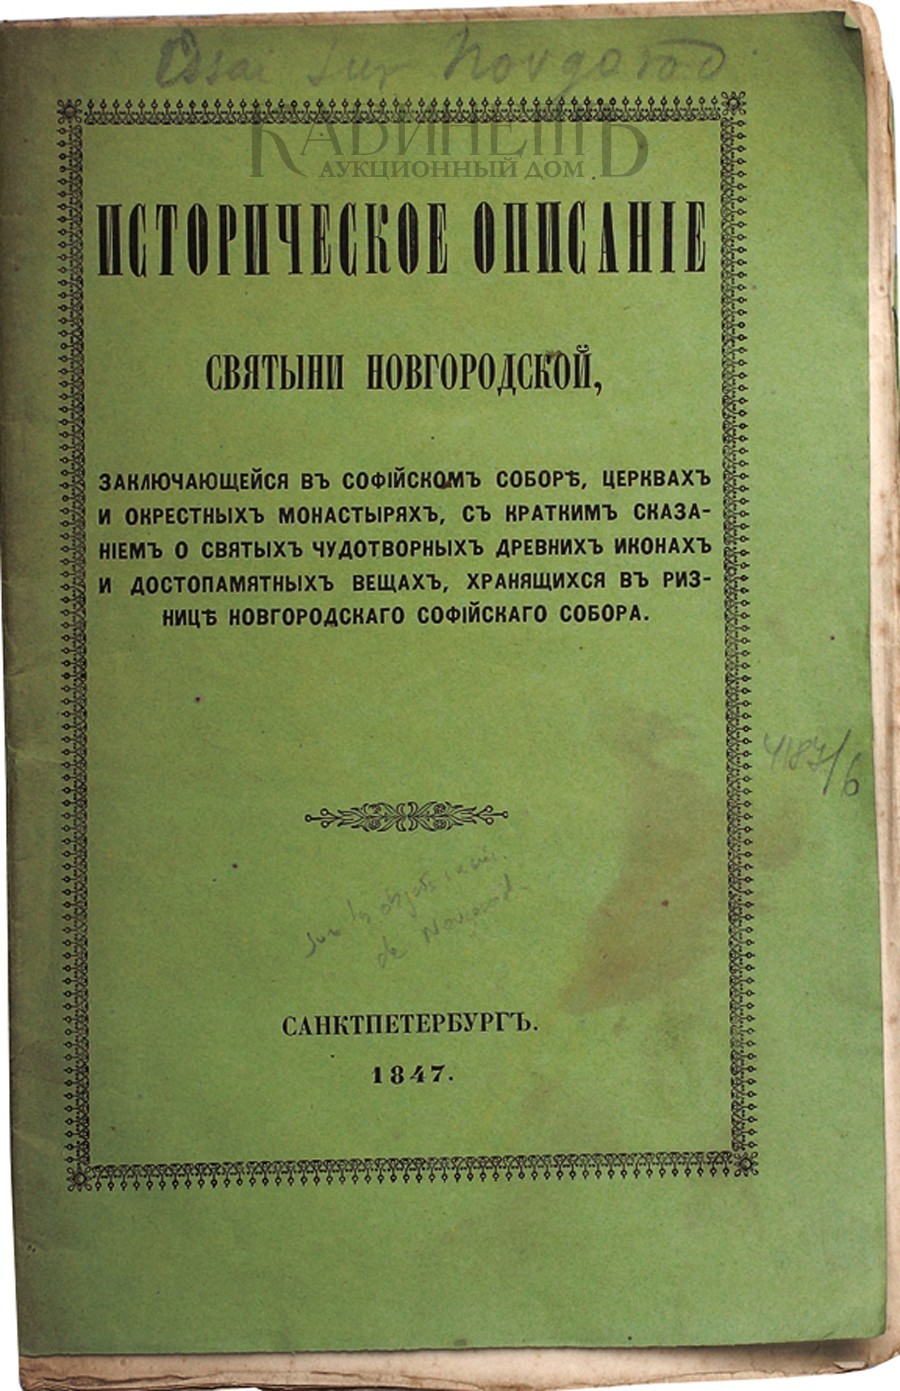 Essai sur Novgorod
КАБИНЕТЪ
АУКЦИОННЫЙ ДОМ
ИСТОРИЧЕСКОЕ ОПИСАНІЕ
СВЯТЫНИ НОВГОРОДСКОЙ,
ЗАКЛЮЧАЮЩЕЙСЯ ВЪ СОФІЙСКОМЪ СОБОРѢ, ЦЕРКВАХЪ
И ОКРЕСТНЫХЪ МОНАСТЫРЯХЪ, СЪ КРАТКИМЪ СКАЗА-
НІЕМЪ О СВЯТЫХЪ ЧУДОТВОРНЫХЪ ДРЕВНИХЪ ИКОНАХЪ
И ДОСТОПАМЯТНЫХЪ ВЕЩАХЪ, ХРАНЯЩИХСЯ ВЪ РИЗ-
НИЦѢ НОВГОРОДСКАГО СОФІЙСКАГО СОБОРА.
4187/6
de
САНКТПЕТЕРБУРГЪ.
1847.